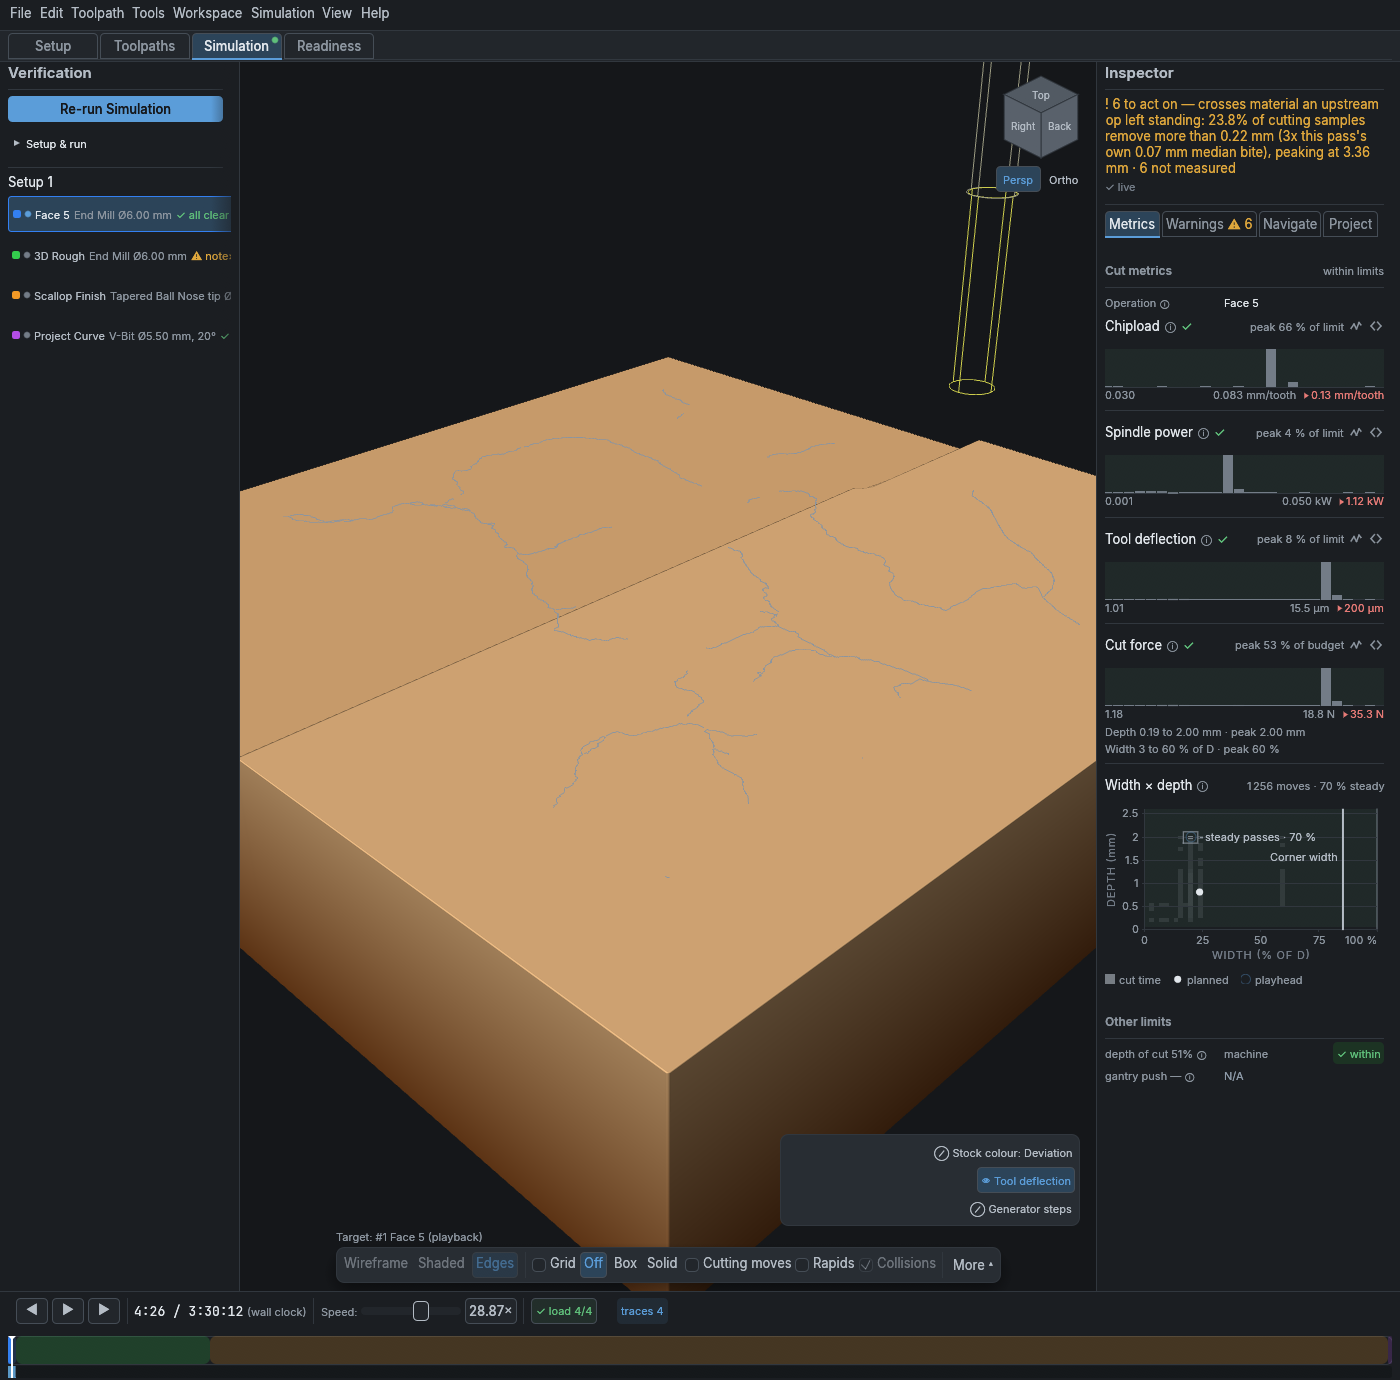 File Edit Toolpath Tools Workspace Simulation View Help
Setup Toolpaths Simulation Readiness
Verification
Re-run Simulation
Setup & run
Setup 1
Face 5 End Mill Ø6.00 mm ✓ all clear
3D Rough End Mill Ø6.00 mm ⚠ note
Scallop Finish Tapered Ball Nose tip Ø
Project Curve V-Bit Ø5.50 mm, 20° ✓
Top
Right Back
Persp Ortho
Target: #1 Face 5 (playback)
Stock colour: Deviation
Tool deflection
Generator steps
Wireframe Shaded Edges Grid Off Box Solid Cutting moves Rapids Collisions More
Inspector
! 6 to act on — crosses material an upstream
op left standing: 23.8% of cutting samples
remove more than 0.22 mm (3x this pass's
own 0.07 mm median bite), peaking at 3.36
mm · 6 not measured
✓ live
Metrics Warnings ⚠ 6 Navigate Project
Cut metrics within limits
Operation Face 5
Chipload ✓ peak 66 % of limit
0.030 0.083 mm/tooth 0.13 mm/tooth
Spindle power ✓ peak 4 % of limit
0.001 0.050 kW 1.12 kW
Tool deflection ✓ peak 8 % of limit
1.01 15.5 µm 200 µm
Cut force ✓ peak 53 % of budget
1.18 18.8 N 35.3 N
Depth 0.19 to 2.00 mm · peak 2.00 mm
Width 3 to 60 % of D · peak 60 %
Width × depth 1256 moves · 70 % steady
2.5
2
1.5
1
0.5
0
DEPTH (mm)
steady passes · 70 %
Corner width
0 25 50 75 100 %
WIDTH (% OF D)
cut time planned playhead
Other limits
depth of cut 51% machine ✓ within
gantry push — N/A
4:26 / 3:30:12 (wall clock) Speed: 28.87× ✓ load 4/4 traces 4